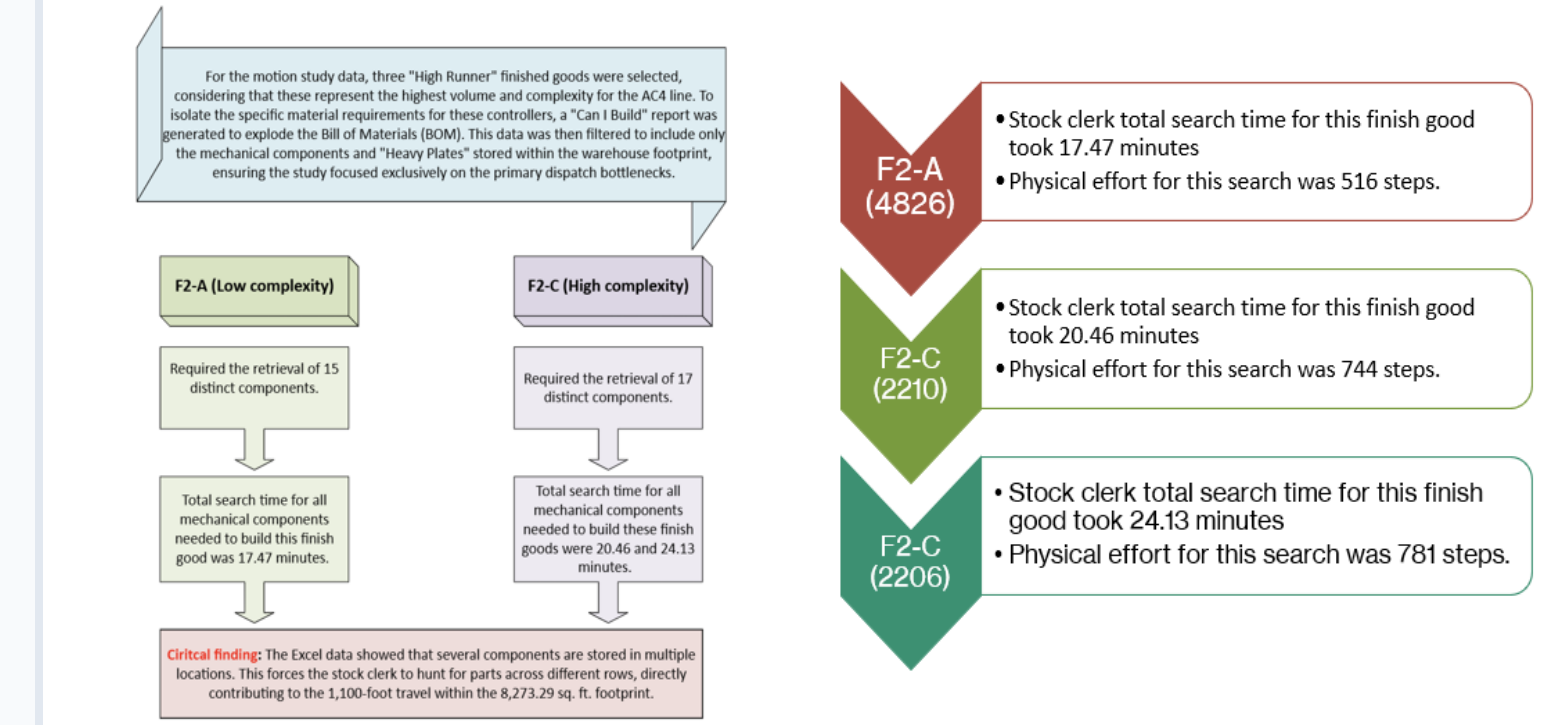 For the motion study data, three "High Runner" finished goods were selected,
considering that these represent the highest volume and complexity for the AC4 line. To
isolate the specific material requirements for these controllers, a "Can I Build" report was
generated to explode the Bill of Materials (BOM). This data was then filtered to include only
the mechanical components and "Heavy Plates" stored within the warehouse footprint,
ensuring the study focused exclusively on the primary dispatch bottlenecks.
F2-A (Low complexity)
Required the retrieval of 15
distinct components.
Total search time for all
mechanical components
needed to build this finish
good was 17.47 minutes.
F2-C (High complexity)
Required the retrieval of 17
distinct components.
Total search time for all
mechanical components
needed to build these finish
goods were 20.46 and 24.13
minutes.
Ciritcal finding: The Excel data showed that several components are stored in multiple
locations. This forces the stock clerk to hunt for parts across different rows, directly
contributing to the 1,100-foot travel within the 8,273.29 sq. ft. footprint.
F2-A
(4826)
• Stock clerk total search time for this finish good
took 17.47 minutes
• Physical effort for this search was 516 steps.
F2-C
(2210)
• Stock clerk total search time for this finish good
took 20.46 minutes
• Physical effort for this search was 744 steps.
F2-C
(2206)
• Stock clerk total search time for this finish
good took 24.13 minutes
• Physical effort for this search was 781 steps.